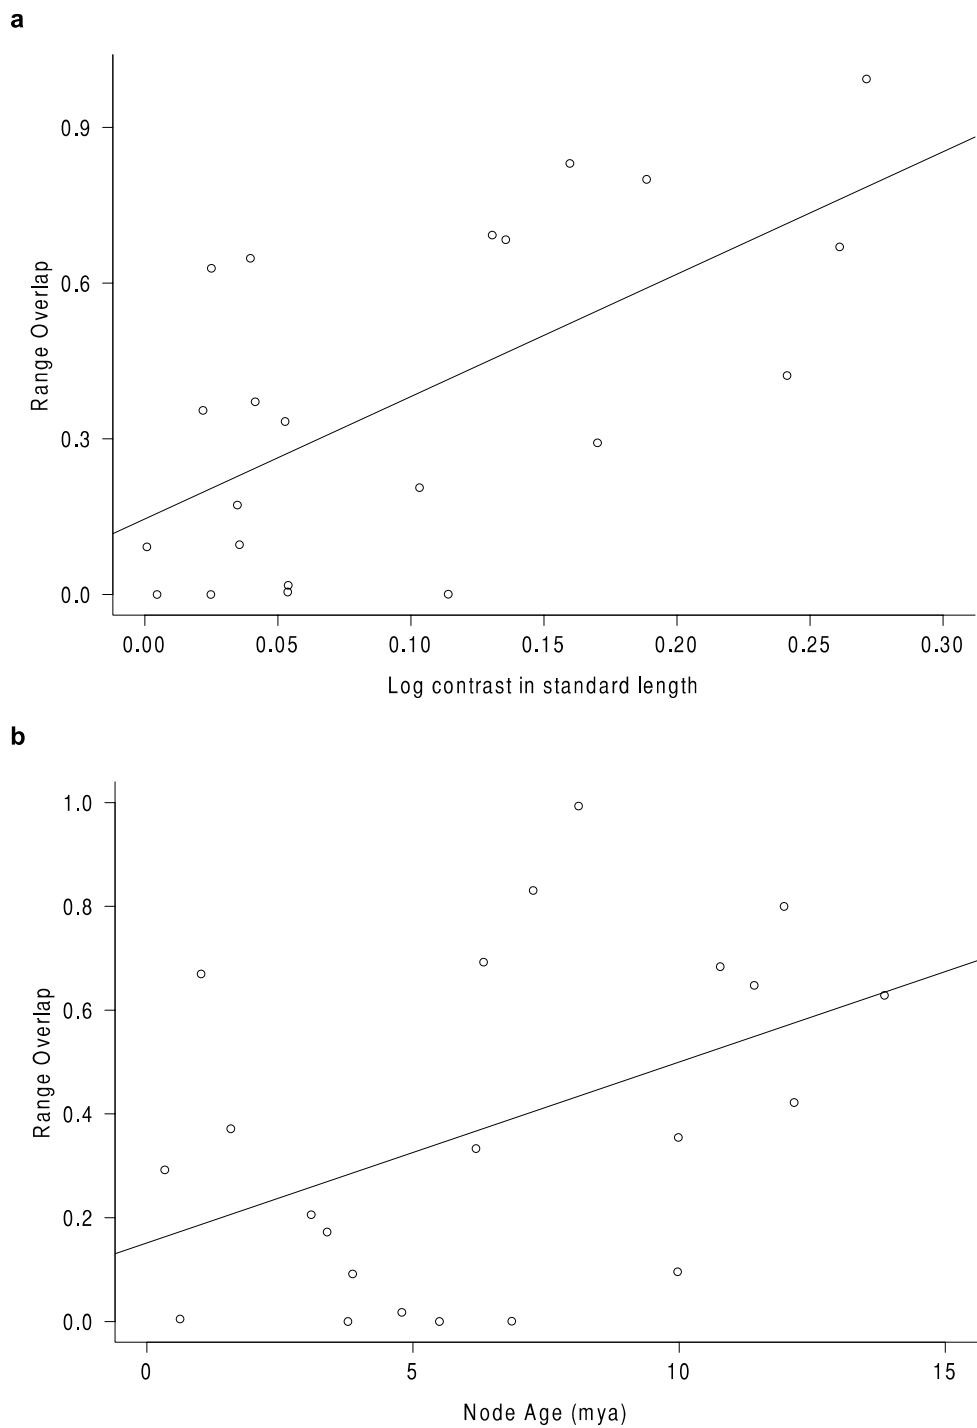 a
0.9
0.6
0.3
0.0
Range Overlap
0.00 0.05 0.10 0.15 0.20 0.25 0.30
Log contrast in standard length
b
1.0
0.8
0.6
0.4
0.2
0.0
Range Overlap
0 5 10 15
Node Age (mya)